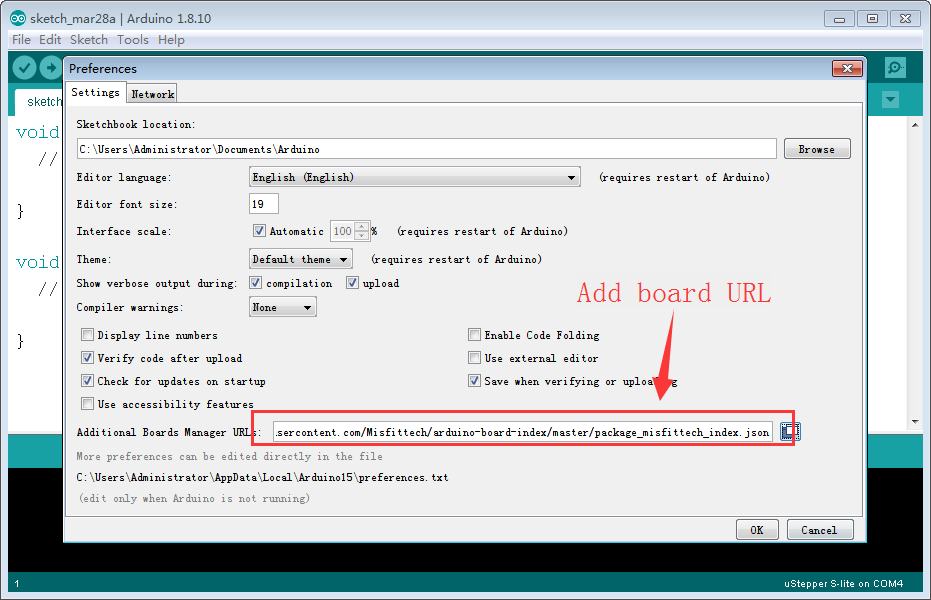 sketch_mar28a | Arduino 1.8.10
File Edit Sketch Tools Help
Preferences
Settings Network
sketch
void
//
}
void
//
}
Sketchbook location:
C:\Users\Administrator\Documents\Arduino
Browse
Editor language: English (English) (requires restart of Arduino)
Editor font size: 19
Interface scale: Automatic 100 % (requires restart of Arduino)
Theme: Default theme (requires restart of Arduino)
Show verbose output during: compilation upload
Add board URL
Compiler warnings: None
Display line numbers Enable Code Folding
Verify code after upload Use external editor
Check for updates on startup Save when verifying or uploading
Use accessibility features
Additional Boards Manager URLs: .sercontent.com/Misfittech/arduino-board-index/master/package_misfittech_index.json
More preferences can be edited directly in the file
C:\Users\Administrator\AppData\Local\Arduino15\preferences.txt
(edit only when Arduino is not running)
OK Cancel
1 uStepper S-lite on COM4